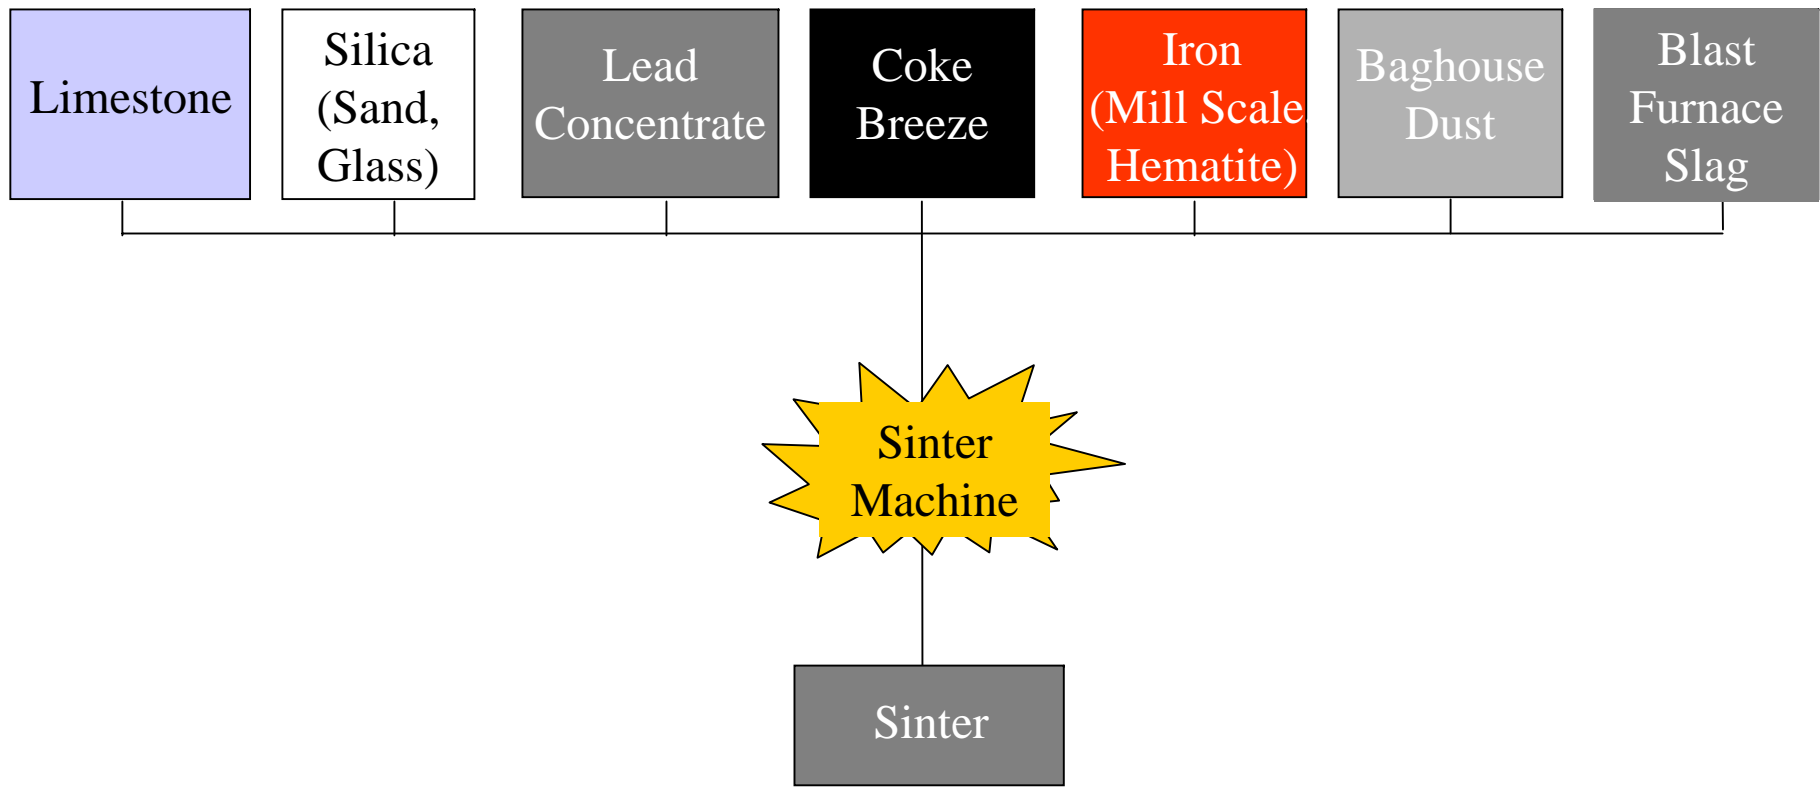 Limestone
Silica
(Sand,
Glass)
Lead
Concentrate
Coke
Breeze
Iron
(Mill Scale,
Hematite)
Baghouse
Dust
Blast
Furnace
Slag
Sinter
Machine
Sinter